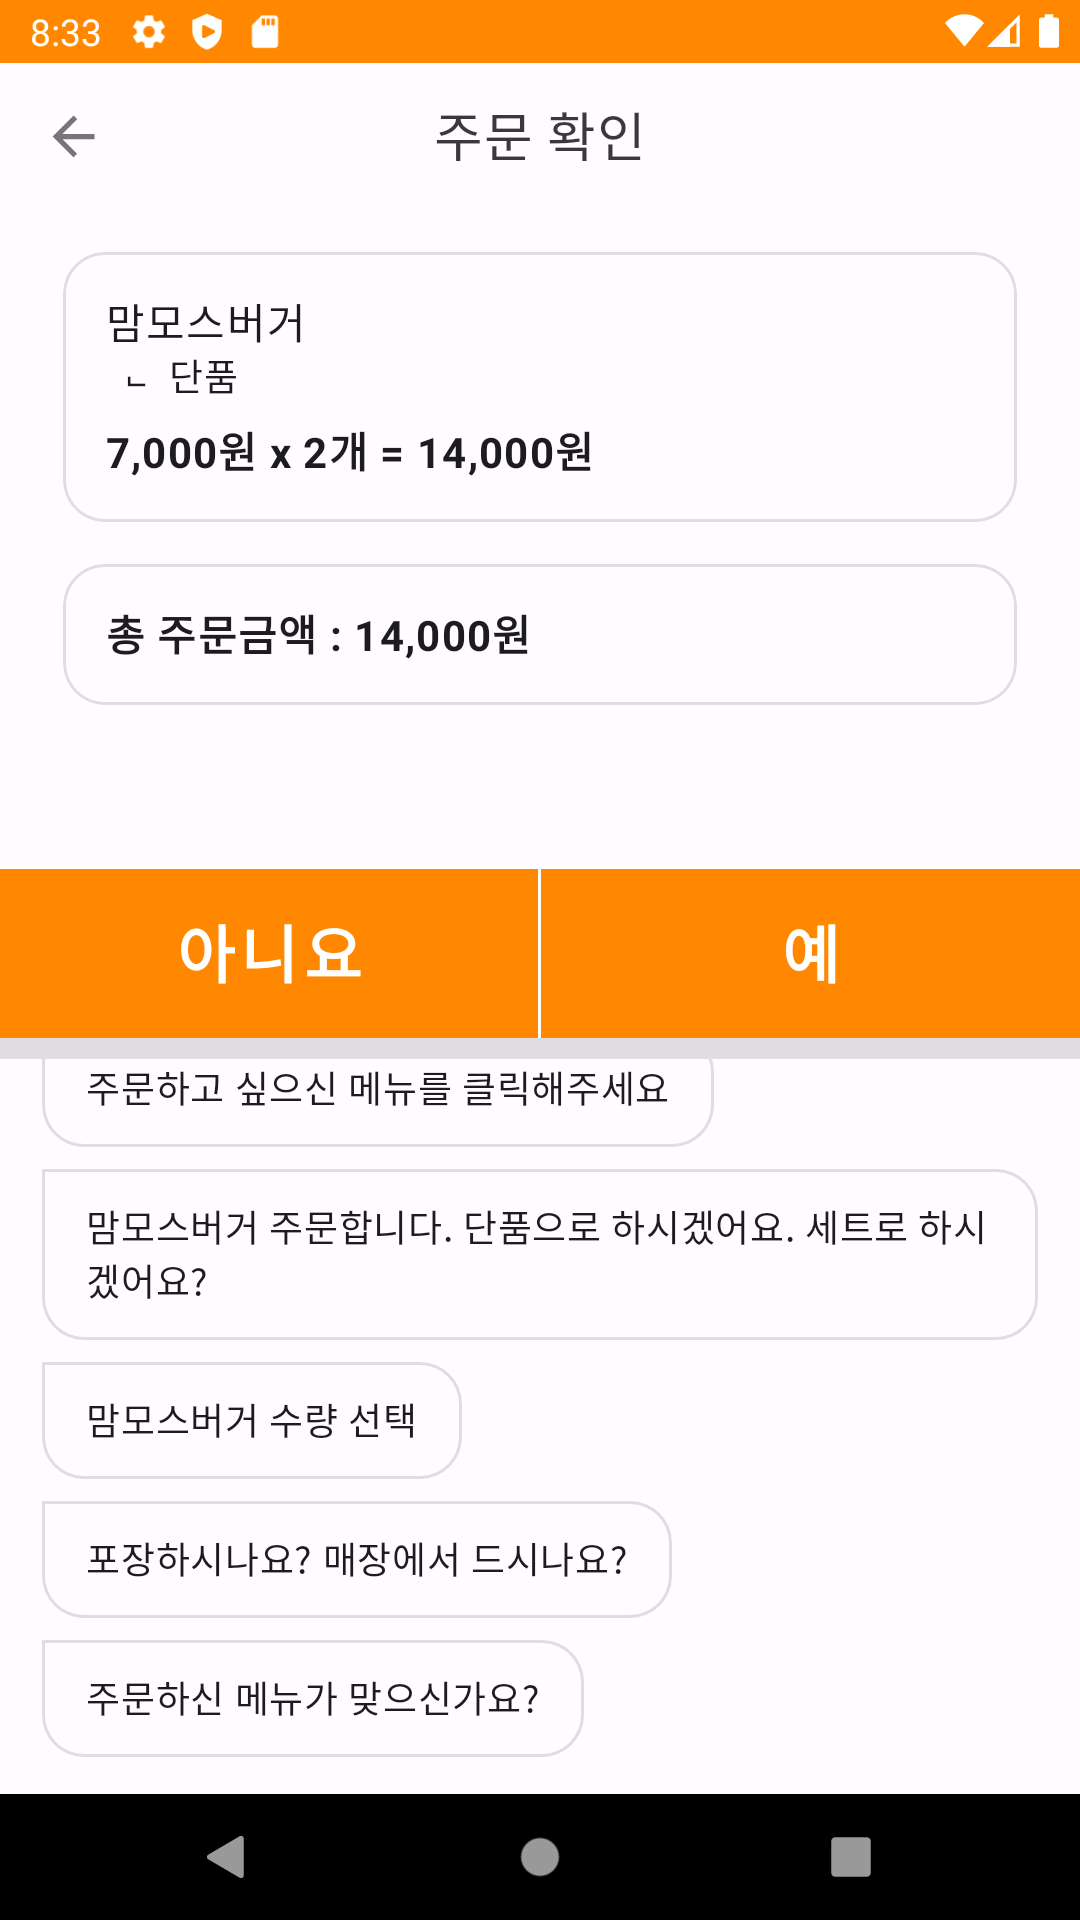 8:33
주문 확인
맘모스버거
ㄴ 단품
7,000원 x 2개 = 14,000원
총 주문금액 : 14,000원
아니요
예
주문하고 싶으신 메뉴를 클릭해주세요
맘모스버거 주문합니다. 단품으로 하시겠어요. 세트로 하시
겠어요?
맘모스버거 수량 선택
포장하시나요? 매장에서 드시나요?
주문하신 메뉴가 맞으신가요?